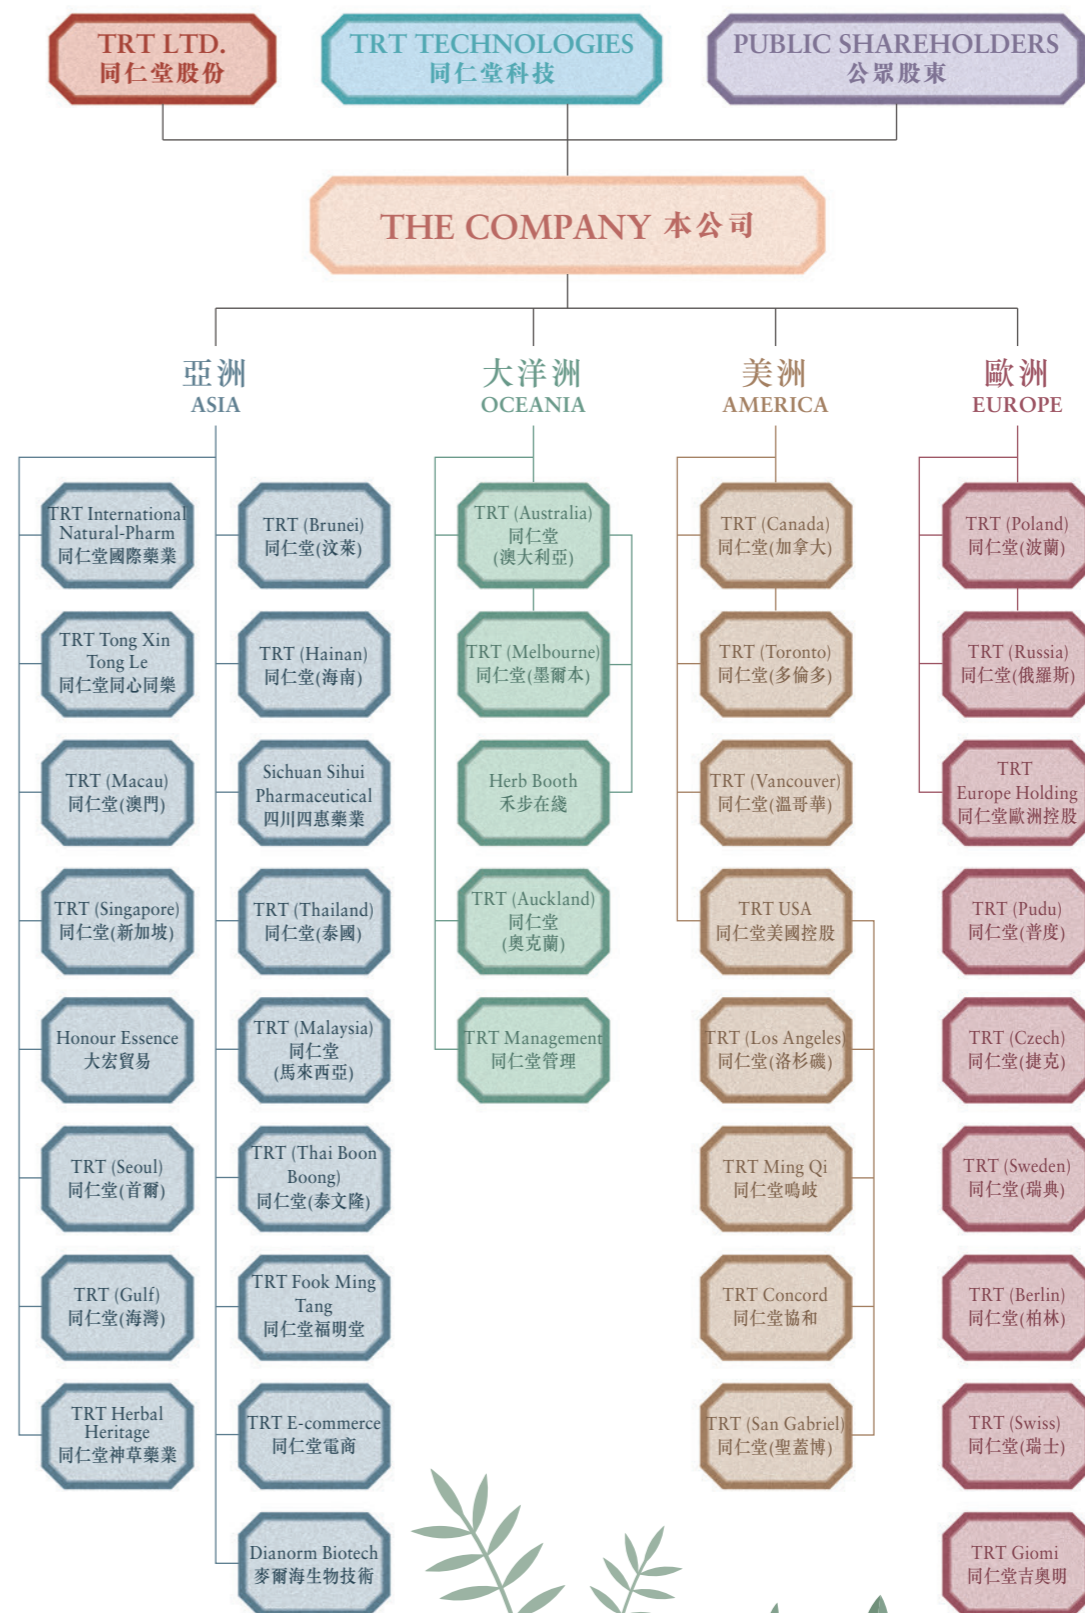 TRT LTD.
同仁堂股份
TRT TECHNOLOGIES
同仁堂科技
PUBLIC SHAREHOLDERS
公眾股東
THE COMPANY 本公司
亞洲
ASIA
TRT International
Natural-Pharm
同仁堂國際藥業
TRT Tong Xin
Tong Le
同仁堂同心同樂
TRT (Macau)
同仁堂(澳門)
TRT (Singapore)
同仁堂(新加坡)
Honour Essence
大宏貿易
TRT (Seoul)
同仁堂(首爾)
TRT (Gulf)
同仁堂(海灣)
TRT Herbal
Heritage
同仁堂神草藥業
TRT (Brunei)
同仁堂(汶萊)
TRT (Hainan)
同仁堂(海南)
Sichuan Sihui
Pharmaceutical
四川四惠藥業
TRT (Thailand)
同仁堂(泰國)
TRT (Malaysia)
同仁堂
(馬來西亞)
TRT (Thai Boon
Boong)
同仁堂(泰文隆)
TRT Fook Ming
Tang
同仁堂福明堂
TRT E-commerce
同仁堂電商
Dianorm Biotech
麥爾海生物技術
大洋洲
OCEANIA
TRT (Australia)
同仁堂
(澳大利亞)
TRT (Melbourne)
同仁堂(墨爾本)
Herb Booth
禾步在綫
TRT (Auckland)
同仁堂
(奧克蘭)
TRT Management
同仁堂管理
美洲
AMERICA
TRT (Canada)
同仁堂(加拿大)
TRT (Toronto)
同仁堂(多倫多)
TRT (Vancouver)
同仁堂(溫哥華)
TRT USA
同仁堂美國控股
TRT (Los Angeles)
同仁堂(洛杉磯)
TRT Ming Qi
同仁堂鳴岐
TRT Concord
同仁堂協和
TRT (San Gabriel)
同仁堂(聖蓋博)
歐洲
EUROPE
TRT (Poland)
同仁堂(波蘭)
TRT (Russia)
同仁堂(俄羅斯)
TRT
Europe Holding
同仁堂歐洲控股
TRT (Pudu)
同仁堂(普度)
TRT (Czech)
同仁堂(捷克)
TRT (Sweden)
同仁堂(瑞典)
TRT (Berlin)
同仁堂(柏林)
TRT (Swiss)
同仁堂(瑞士)
TRT Giomi
同仁堂吉奧明